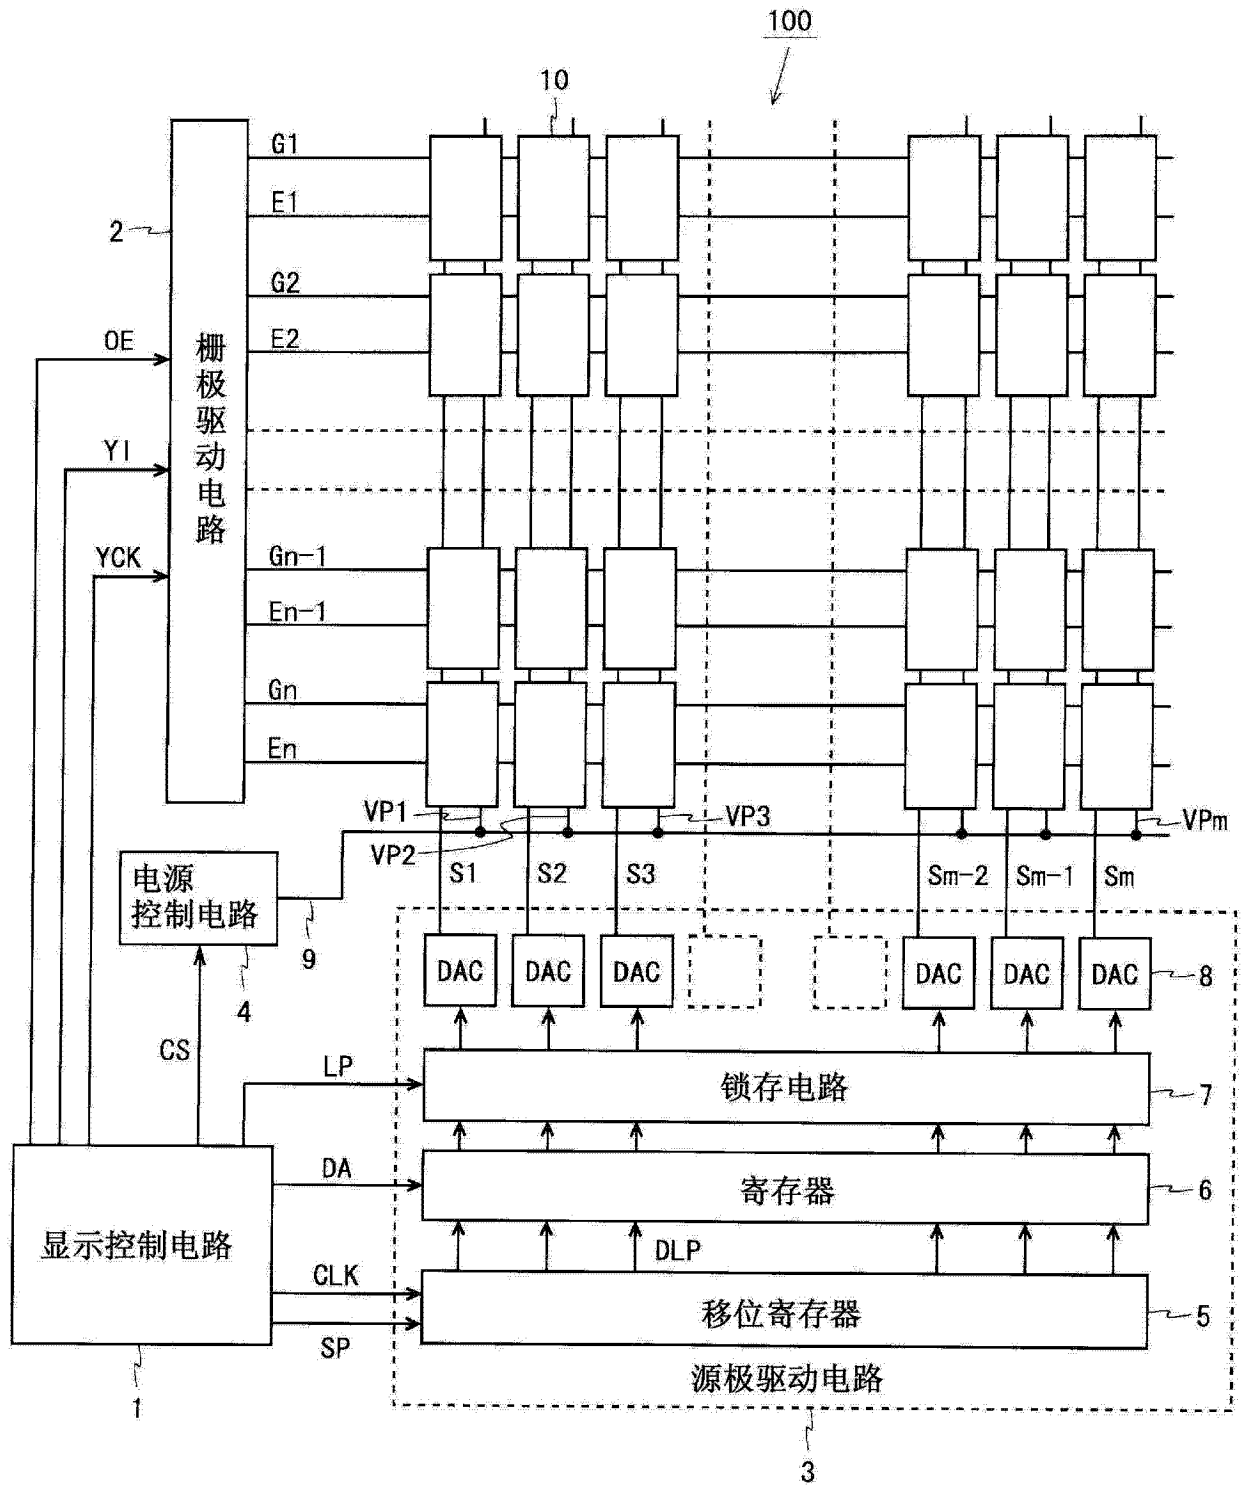 100
10
G1
E1
2
G2
E2
OE
栅极驱动电路
YI
YCK
Gn-1
En-1
Gn
En
VP1
VP2
VP3
VPm
S1
S2
S3
Sm-2
Sm-1
Sm
电源
控制电路
9
4
DAC
DAC
DAC
DAC
DAC
DAC
8
CS
LP
锁存电路
7
DA
寄存器
6
显示控制电路
DLP
CLK
移位寄存器
5
SP
源极驱动电路
1
3